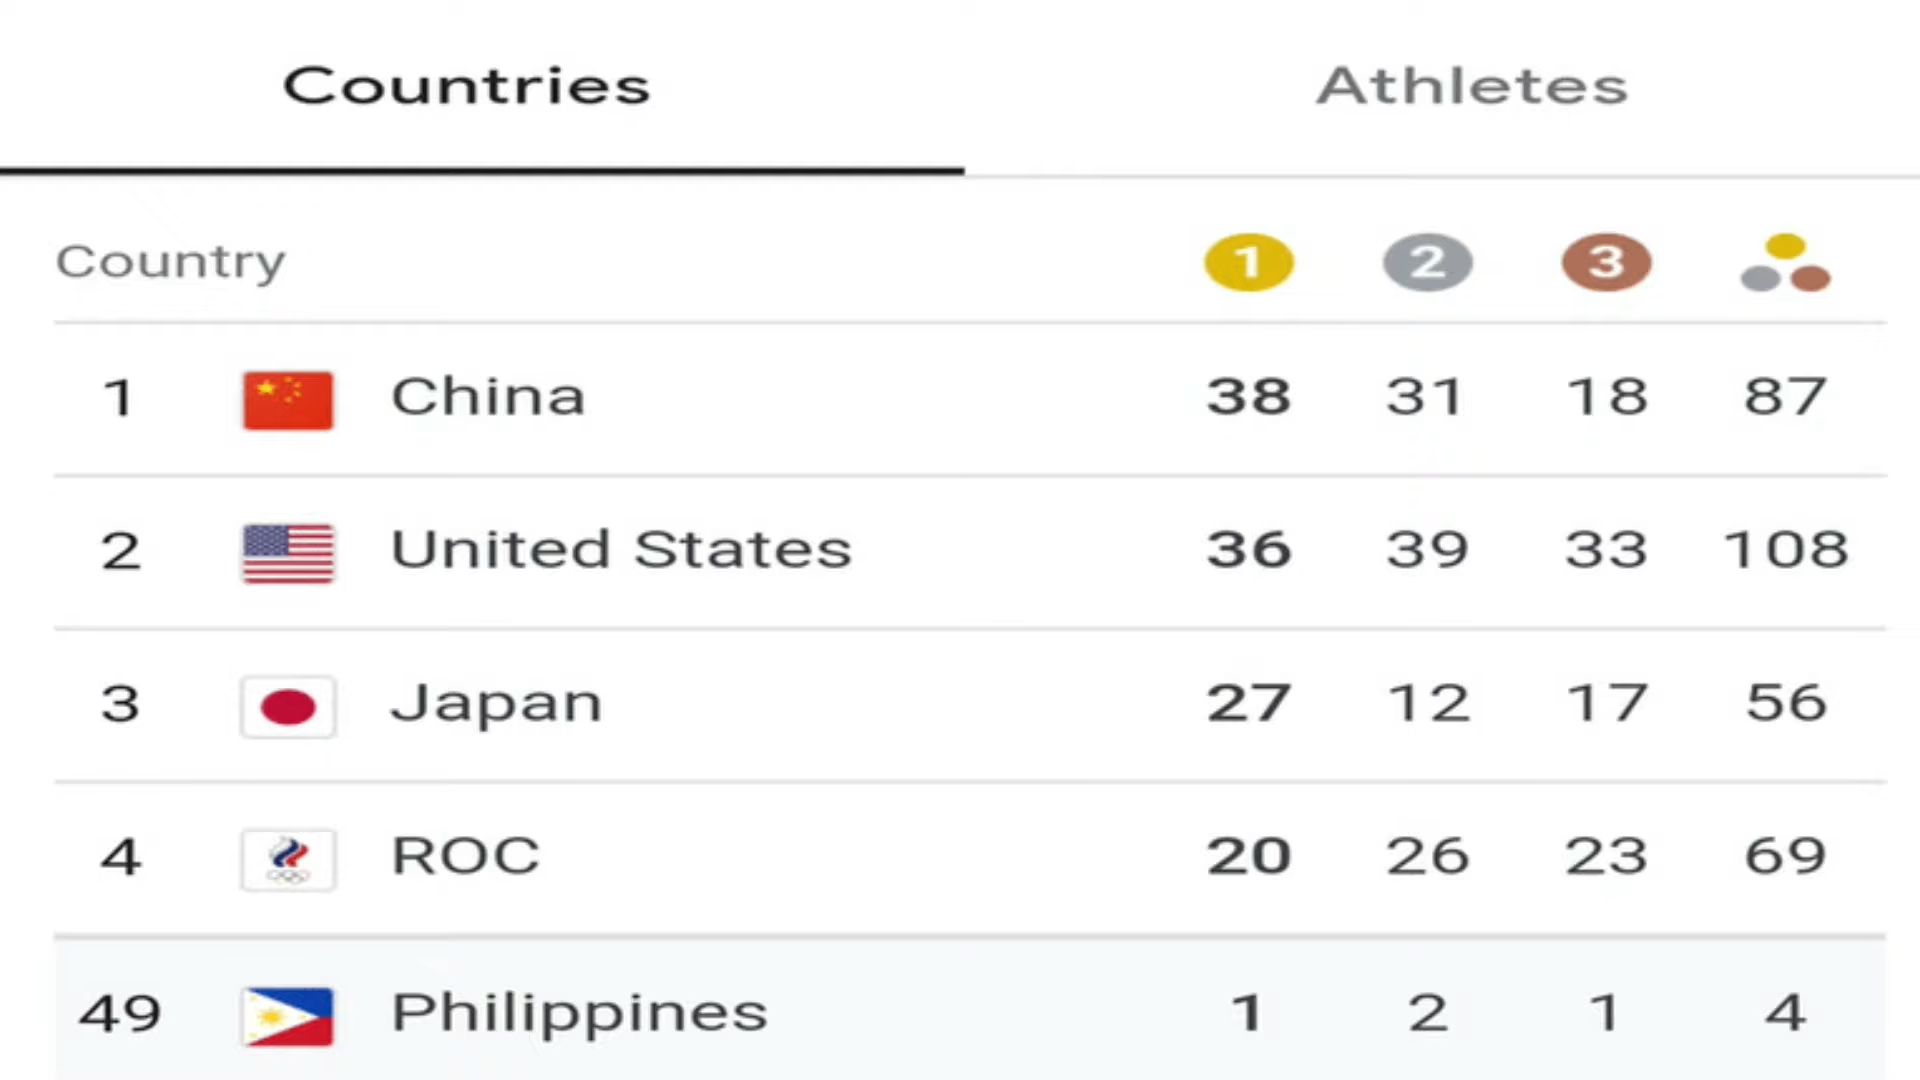 Countries Athletes
Country 1 2 3
1 China 38 31 18 87
2 United States 36 39 33 108
3 Japan 27 12 17 56
4 ROC 20 26 23 69
49 Philippines 1 2 1 4